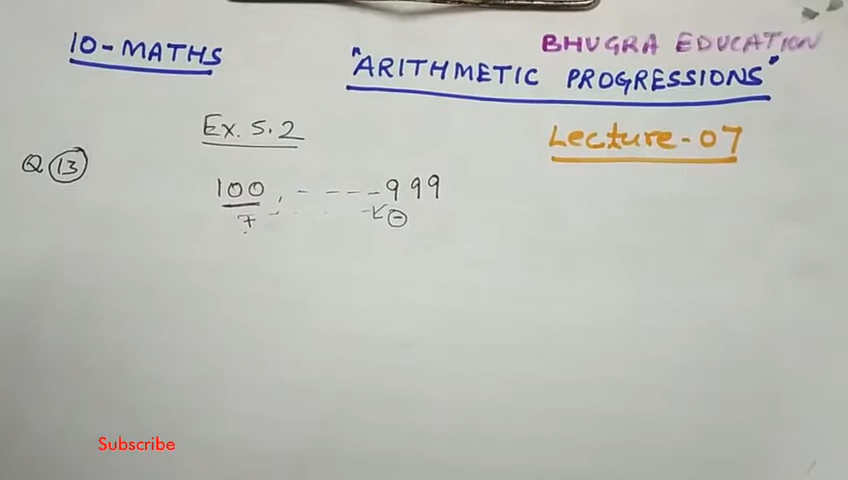 10-MATHS
BHUGRA EDUCATION
"ARITHMETIC PROGRESSIONS"
Ex. 5.2
Lecture-07
Q 13
100, - - - - - 999
+ - - - - -
Subscribe